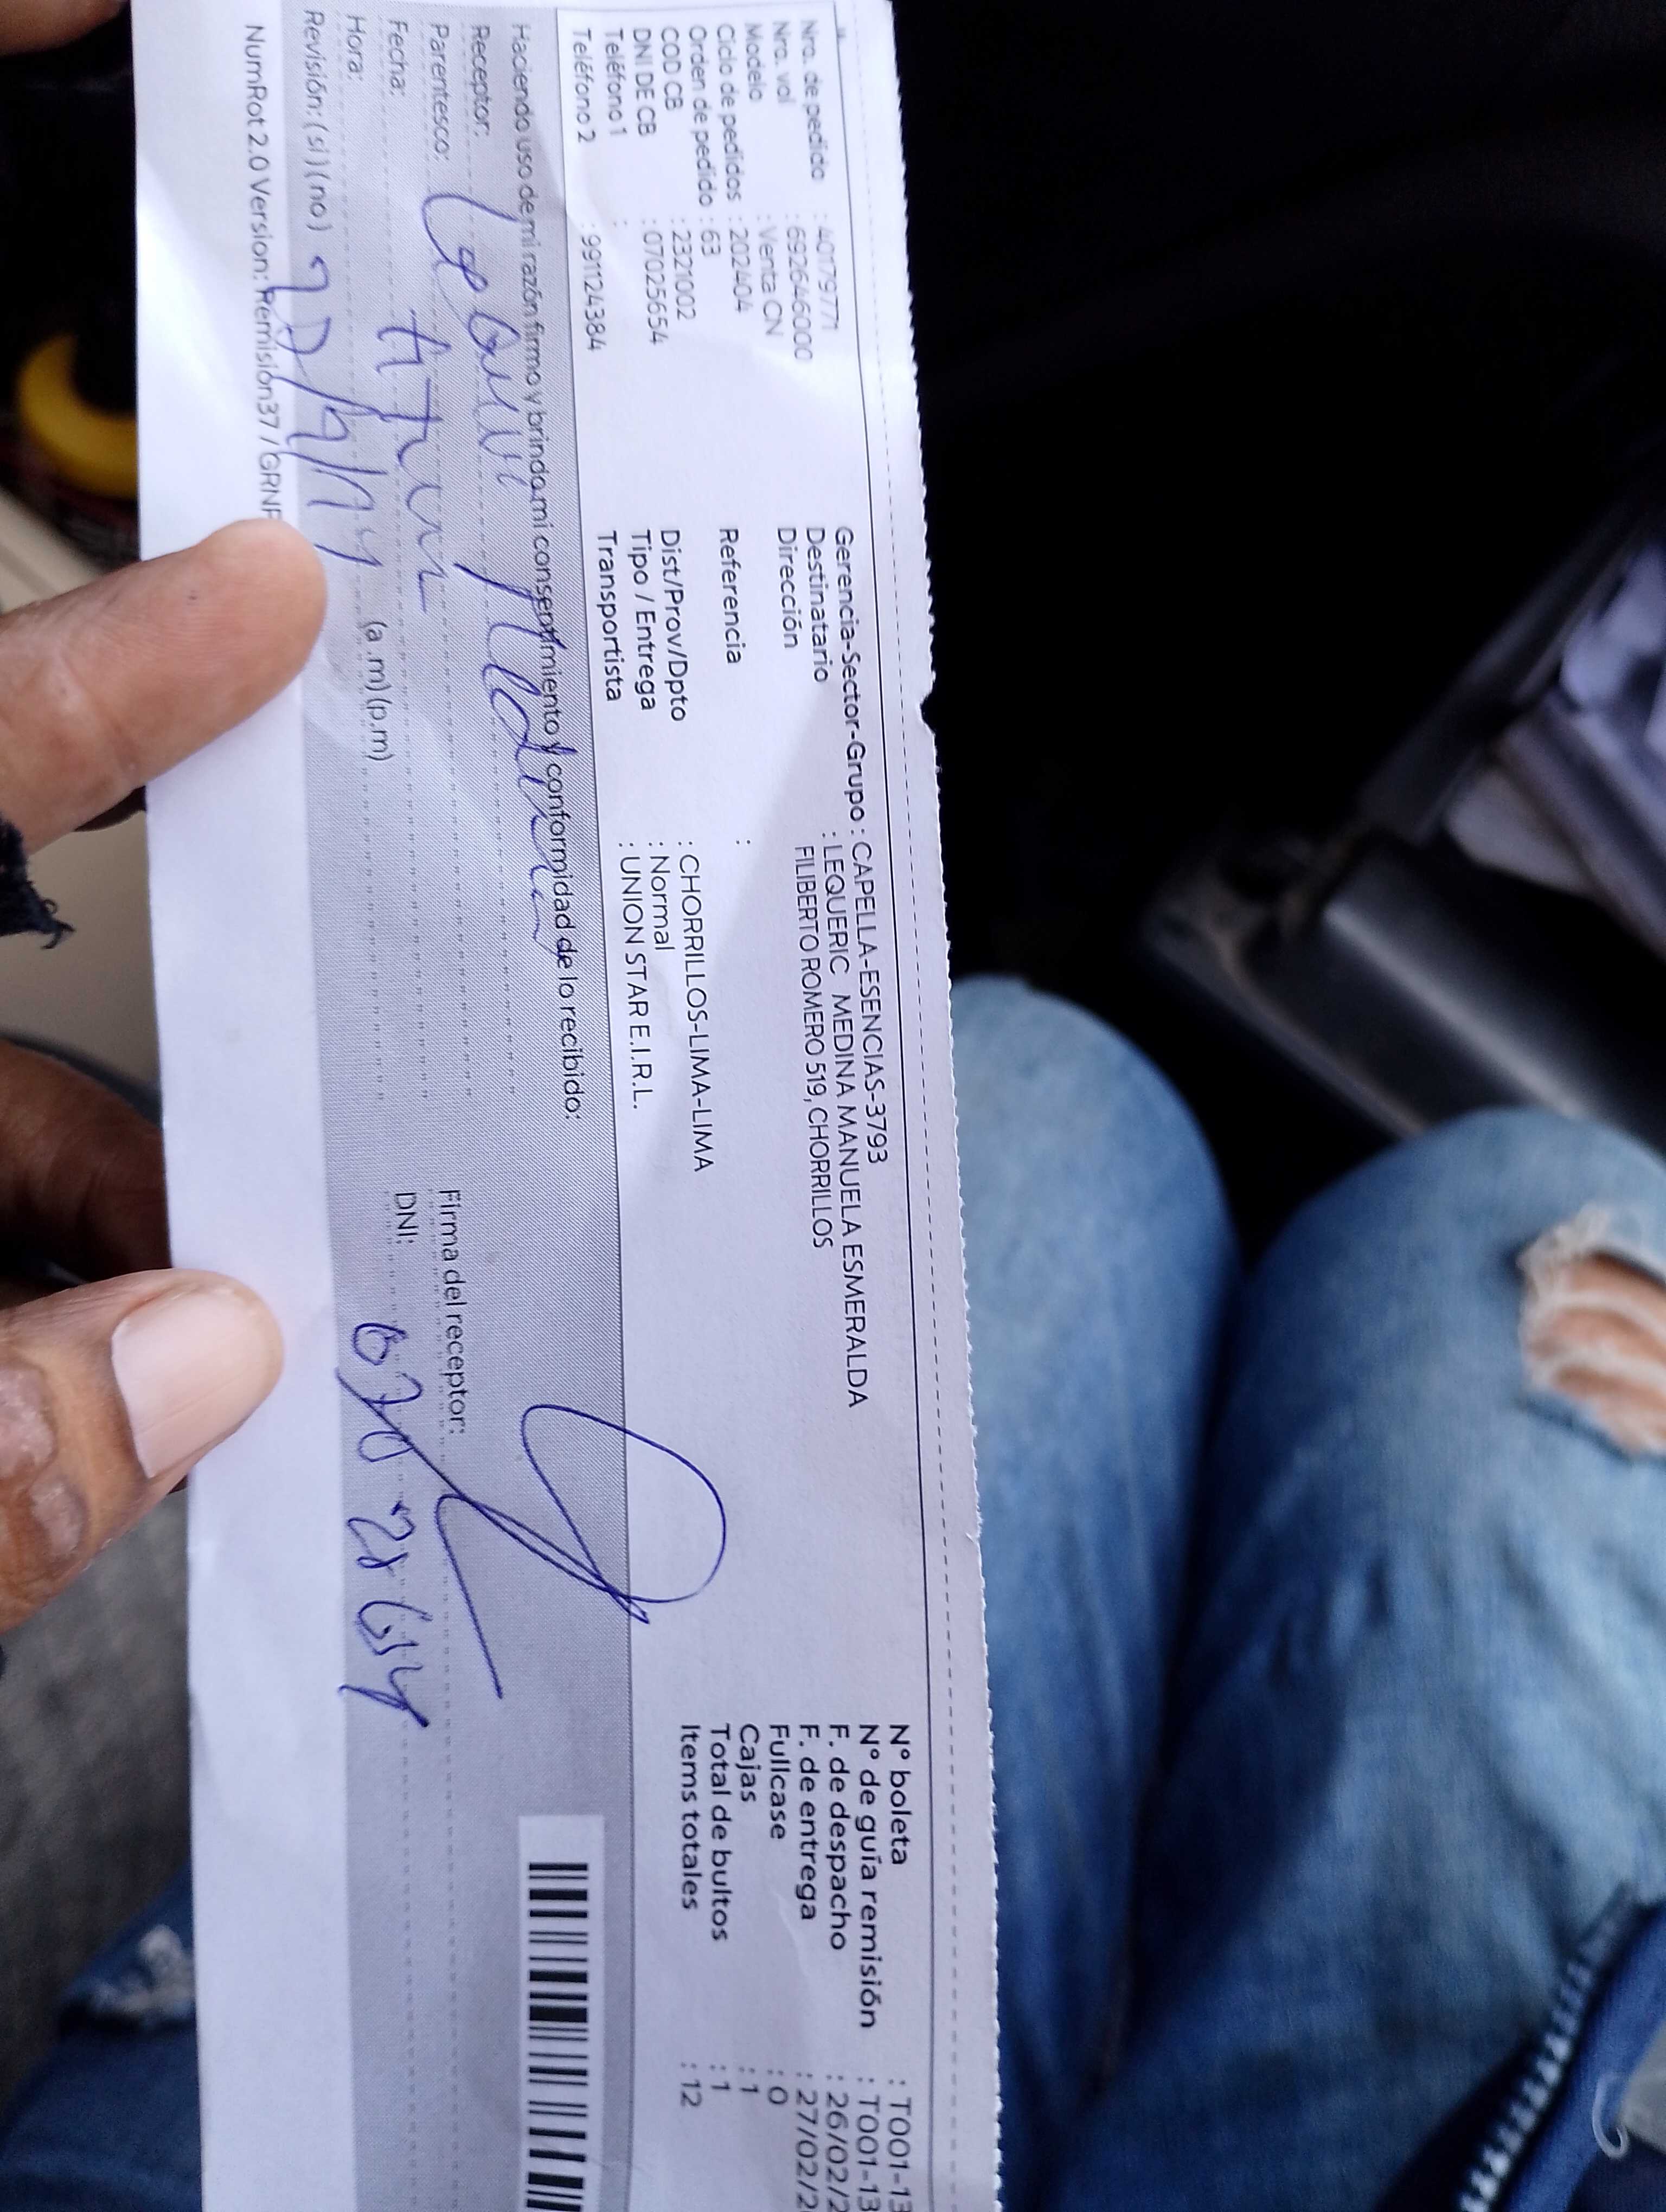 Nro. de pedido : 40179771
Nro. vol : 692646000
Modelo : Venta CN
Ciclo de pedidos : 202404
Orden de pedido : 63
COD CB : 2321002
DNI DE CB : 07025654
Teléfono 1 :
Teléfono 2 : 991124384
Gerencia-Sector-Grupo : CAPELLA-ESENCIAS-3793
Destinatario : LEQUERIC MEDINA MANUELA ESMERALDA
Dirección FILIBERTO ROMERO 519, CHORRILLOS
Referencia :
Dist/Prov/Dpto : CHORRILLOS-LIMA-LIMA
Tipo / Entrega : Normal
Transportista : UNION STAR E.I.R.L.
N° boleta : T001-13
N° de guía remisión : T001-13
F. de despacho : 26/02/2
F. de entrega : 27/02/2
Fullcase : 0
Cajas : 1
Total de bultos : 1
Items totales : 12
Haciendo uso de mi razón firmo y brindo mi consentimiento y conformidad de lo recibido:
Receptor:
Parentesco:
Fecha:
Hora: (a.m)(p.m)
Revisión: (si) (no)
Firma del receptor:
DNI:
NumRot 2.0 Version: Remisión37 / GRNF